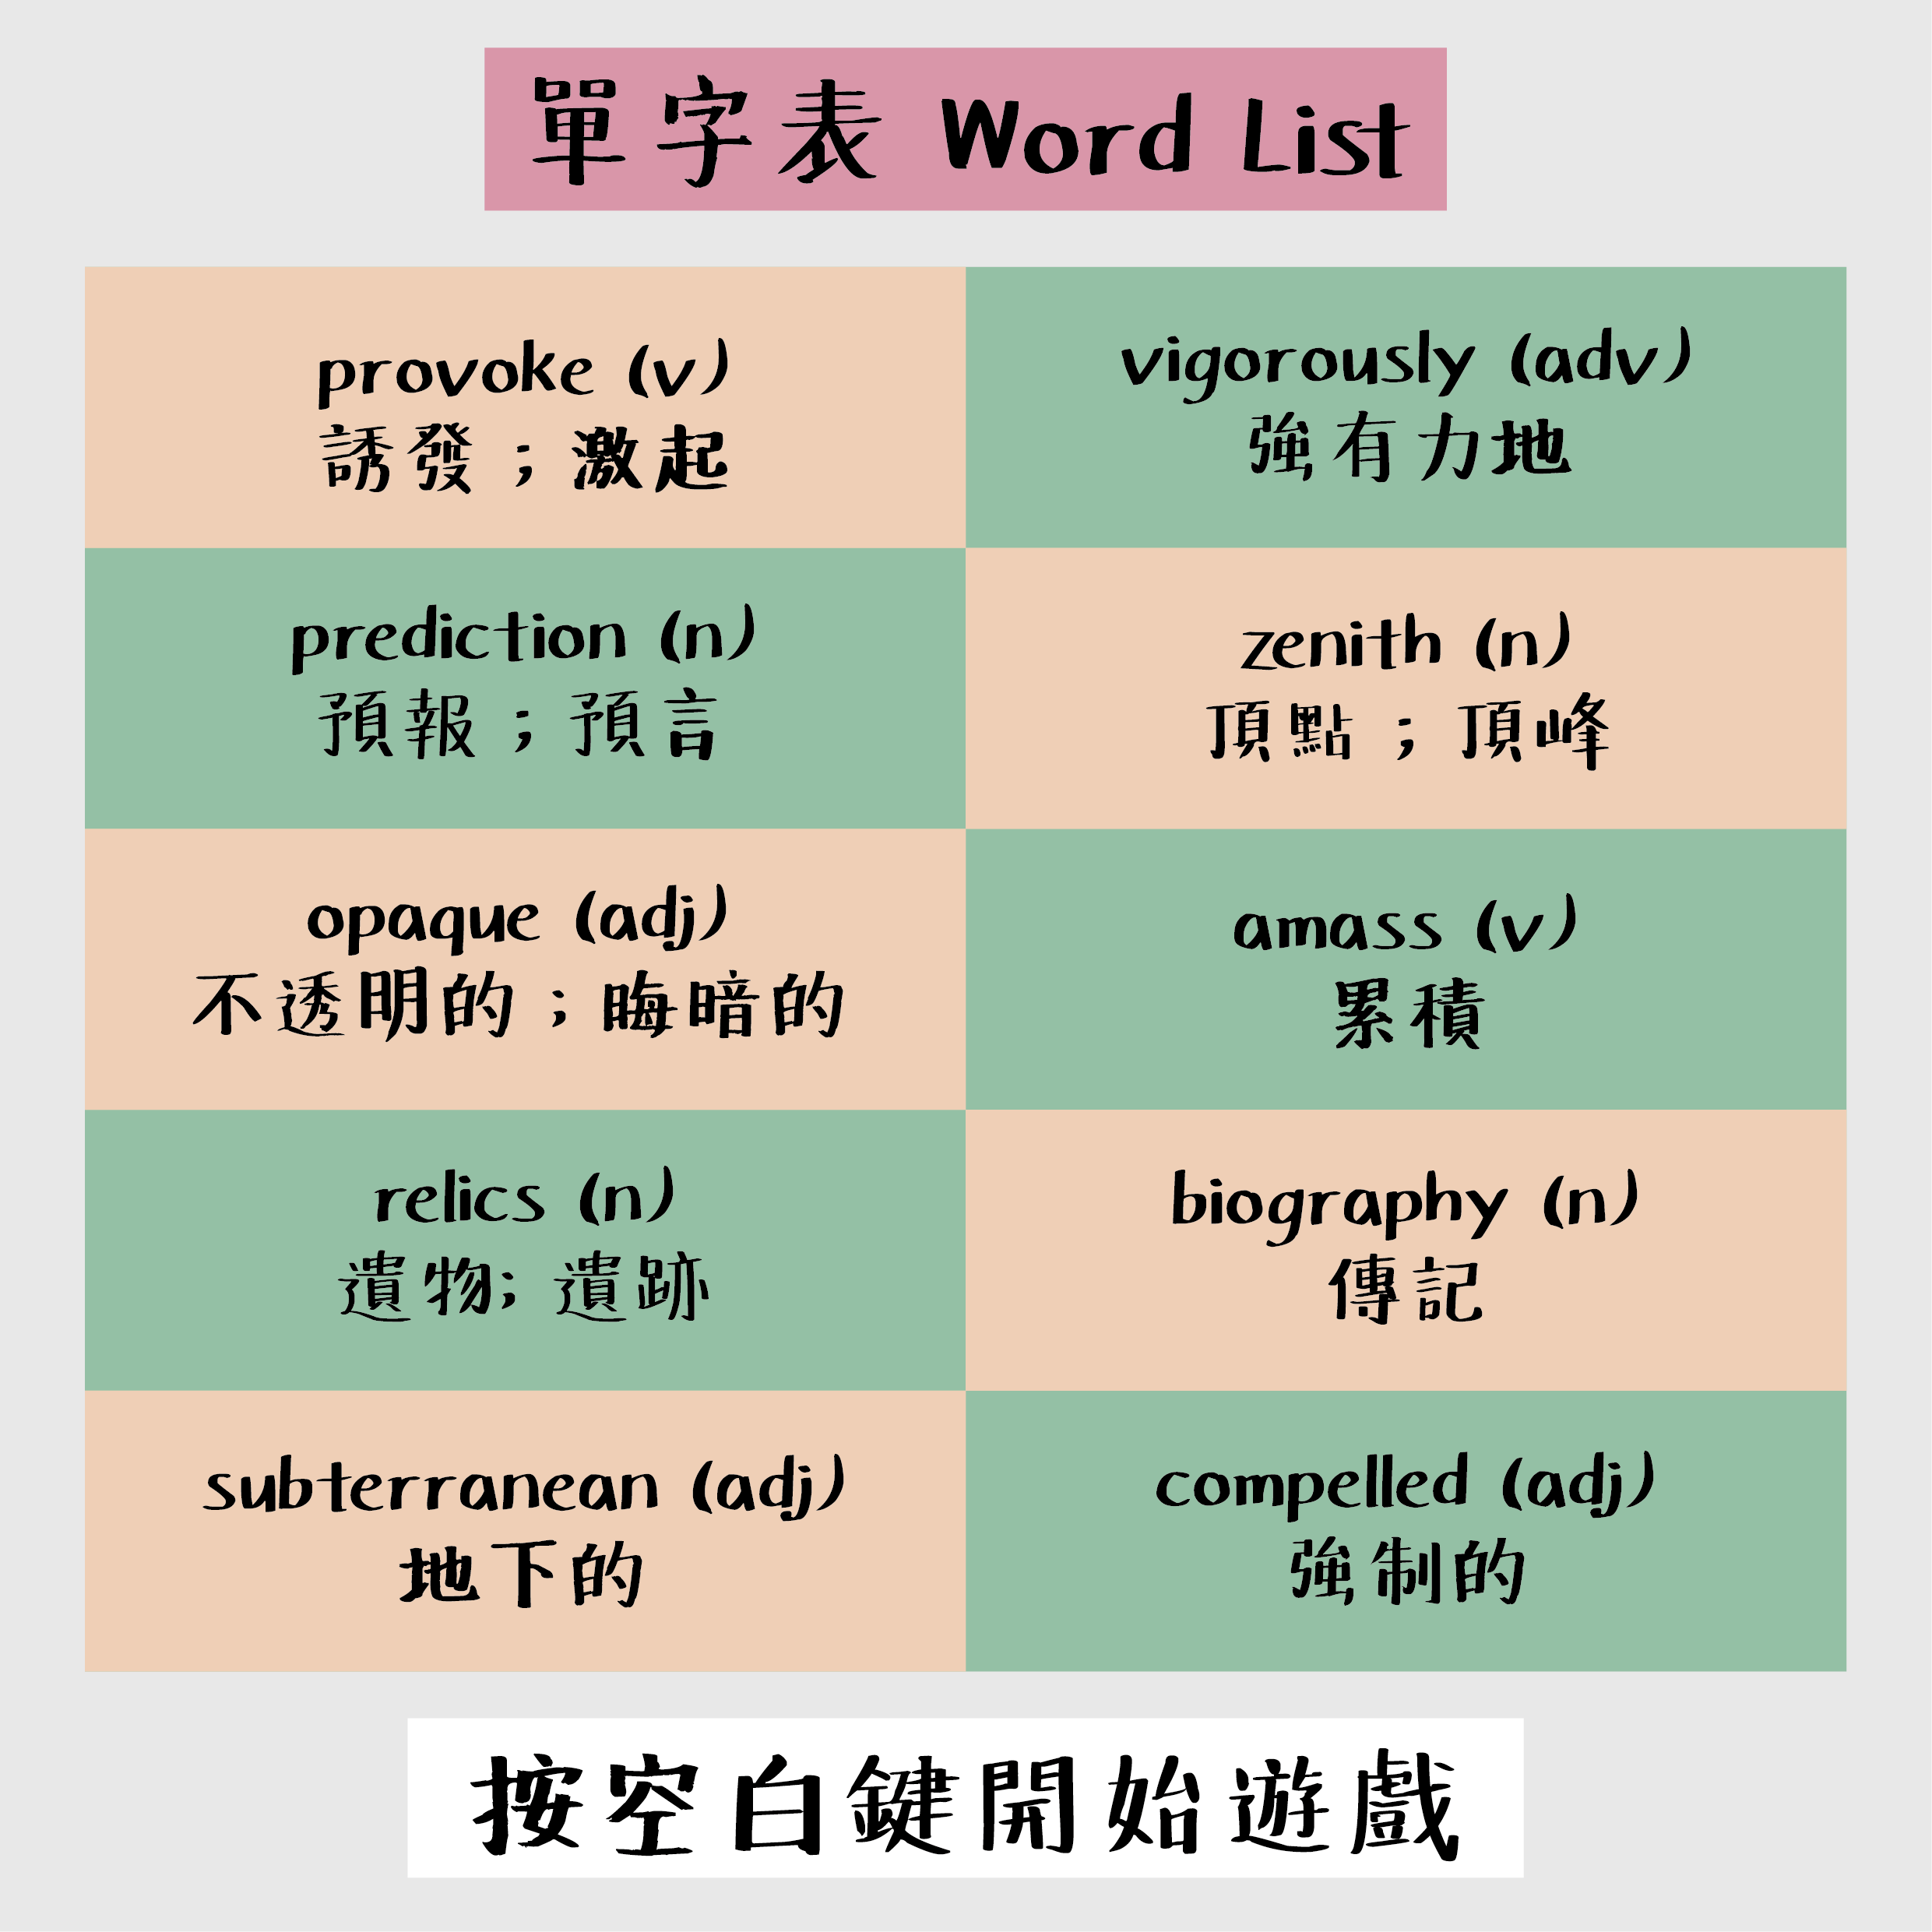 單字表 Word List
provoke (v)
誘發；激起
vigorously (adv)
強有力地
prediction (n)
預報；預言
zenith (n)
頂點；頂峰
opaque (adj)
不透明的；晦暗的
amass (v)
累積
relics (n)
遺物; 遺跡
biography (n)
傳記
subterranean (adj)
地下的
compelled (adj)
強制的
按空白鍵開始遊戲